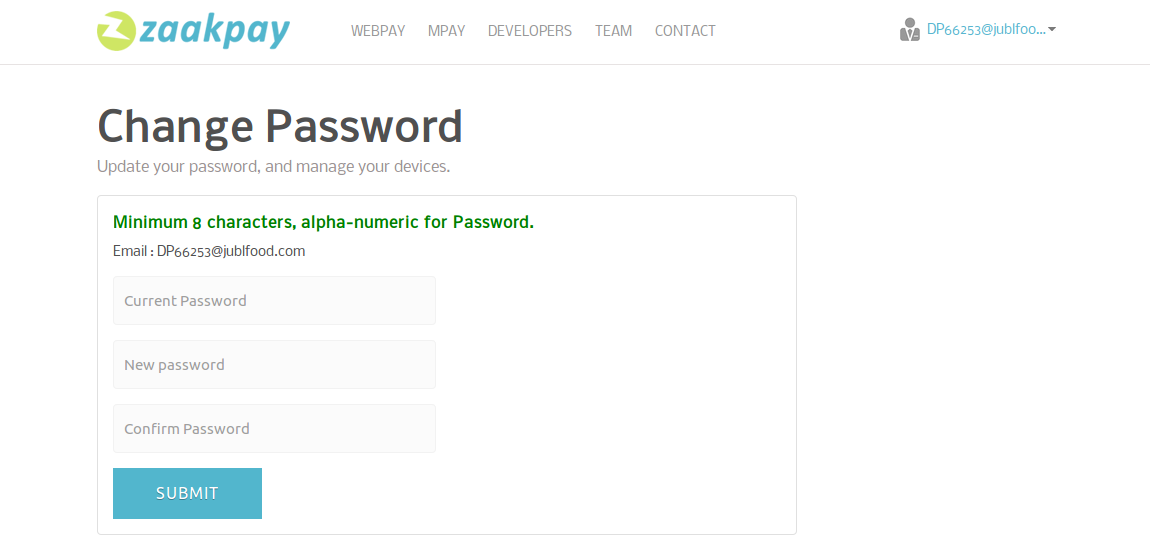 zaakpay WEBPAY MPAY DEVELOPERS TEAM CONTACT DP66253@jublfoo...
Change Password
Update your password, and manage your devices.
Minimum 8 characters, alpha-numeric for Password.
Email : DP66253@jublfood.com
Current Password
New password
Confirm Password
SUBMIT